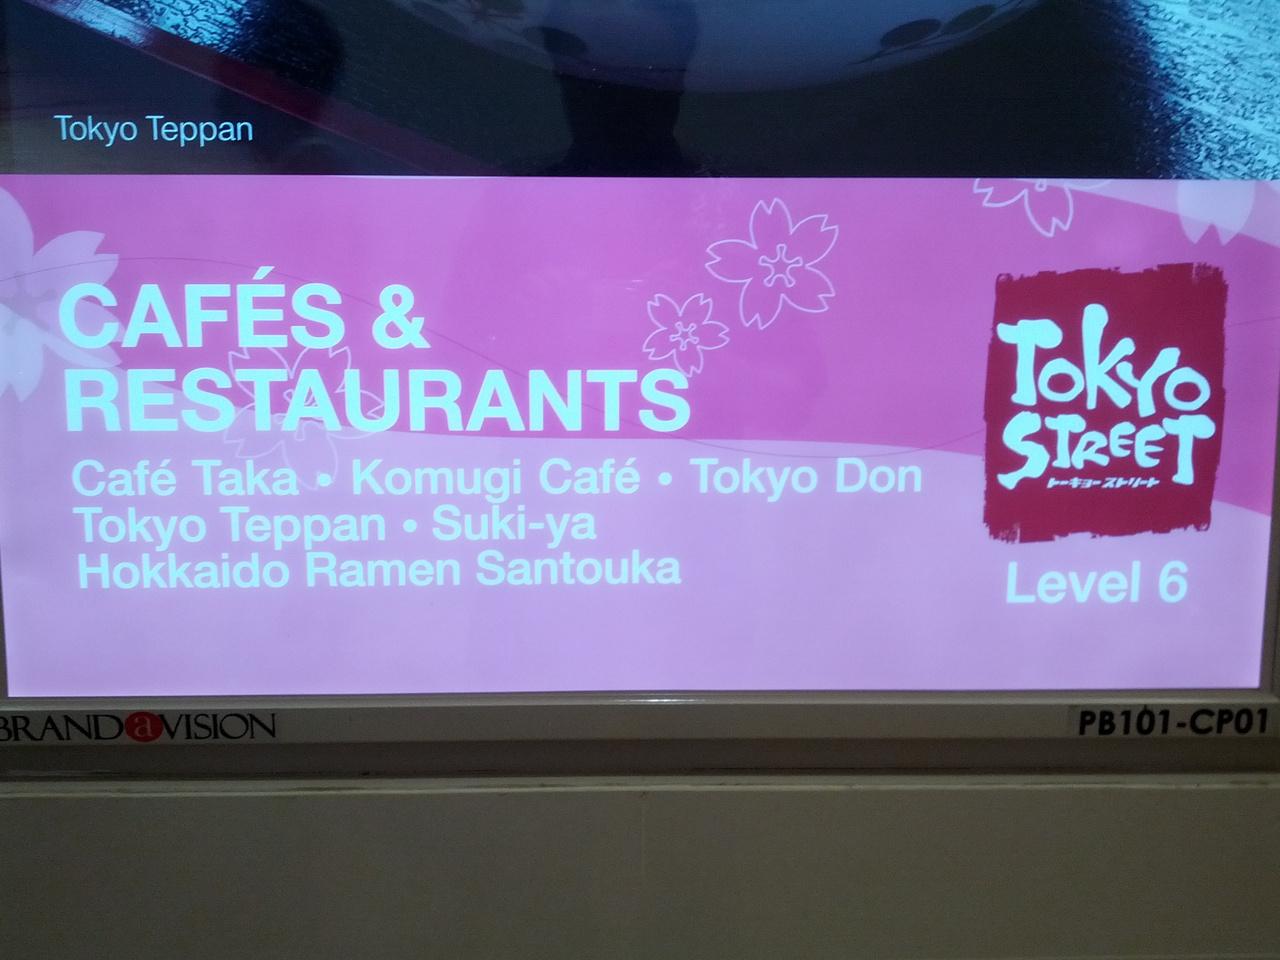 Tokyo Teppan
CAFÉS &
RESTAURANTS
Café Taka • Komugi Café • Tokyo Don
Tokyo Teppan • Suki-ya
Hokkaido Ramen Santouka
TOKYO
STREET
トーキョー ストリート
Level 6
BRANDaVISION
PB101-CP01